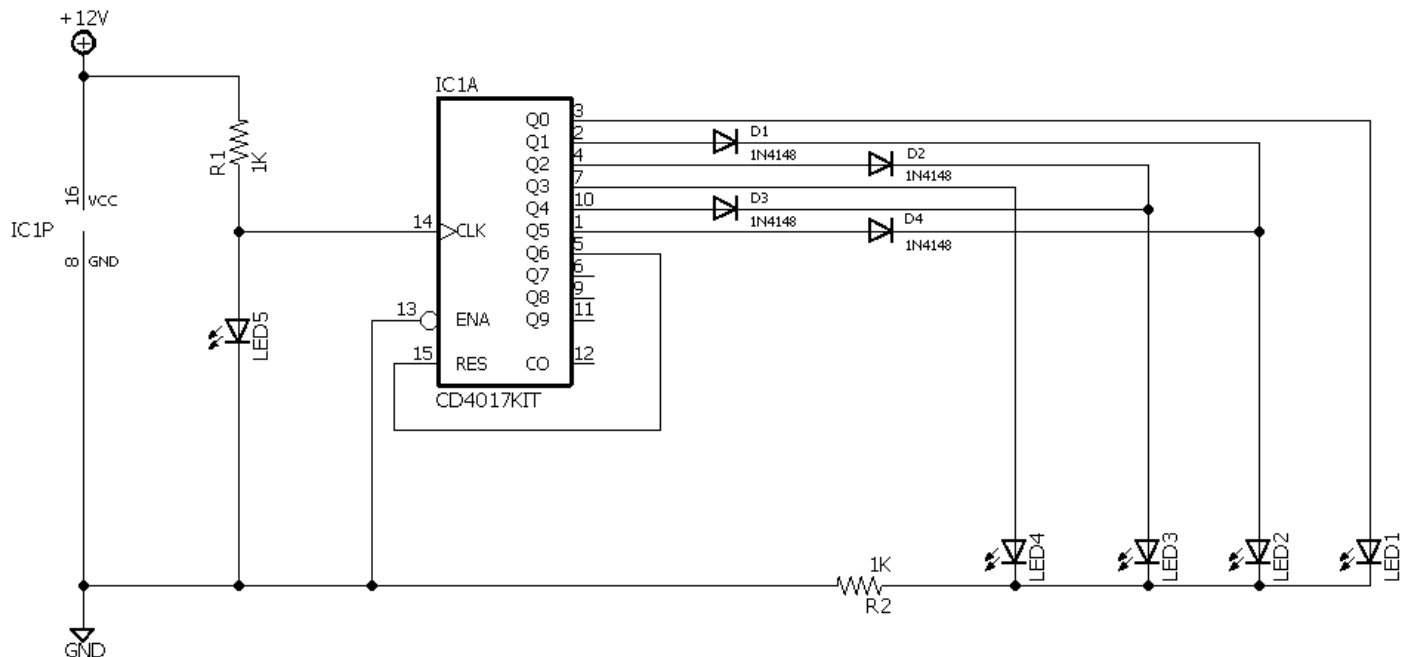 +12V
IC1A
Q0 3
Q1 2
D1
1N4148
Q2 4
D2
1N4148
R1
1K
16 VCC
Q3 7
Q4 10
D3
1N4148
IC1P
14 CLK
Q5 1
D4
1N4148
8 GND
Q6 5
Q7 6
Q8 9
13 ENA
Q9 11
LED5
15 RES
CO 12
CD4017KIT
LED4
LED3
LED2
LED1
1K
R2
GND